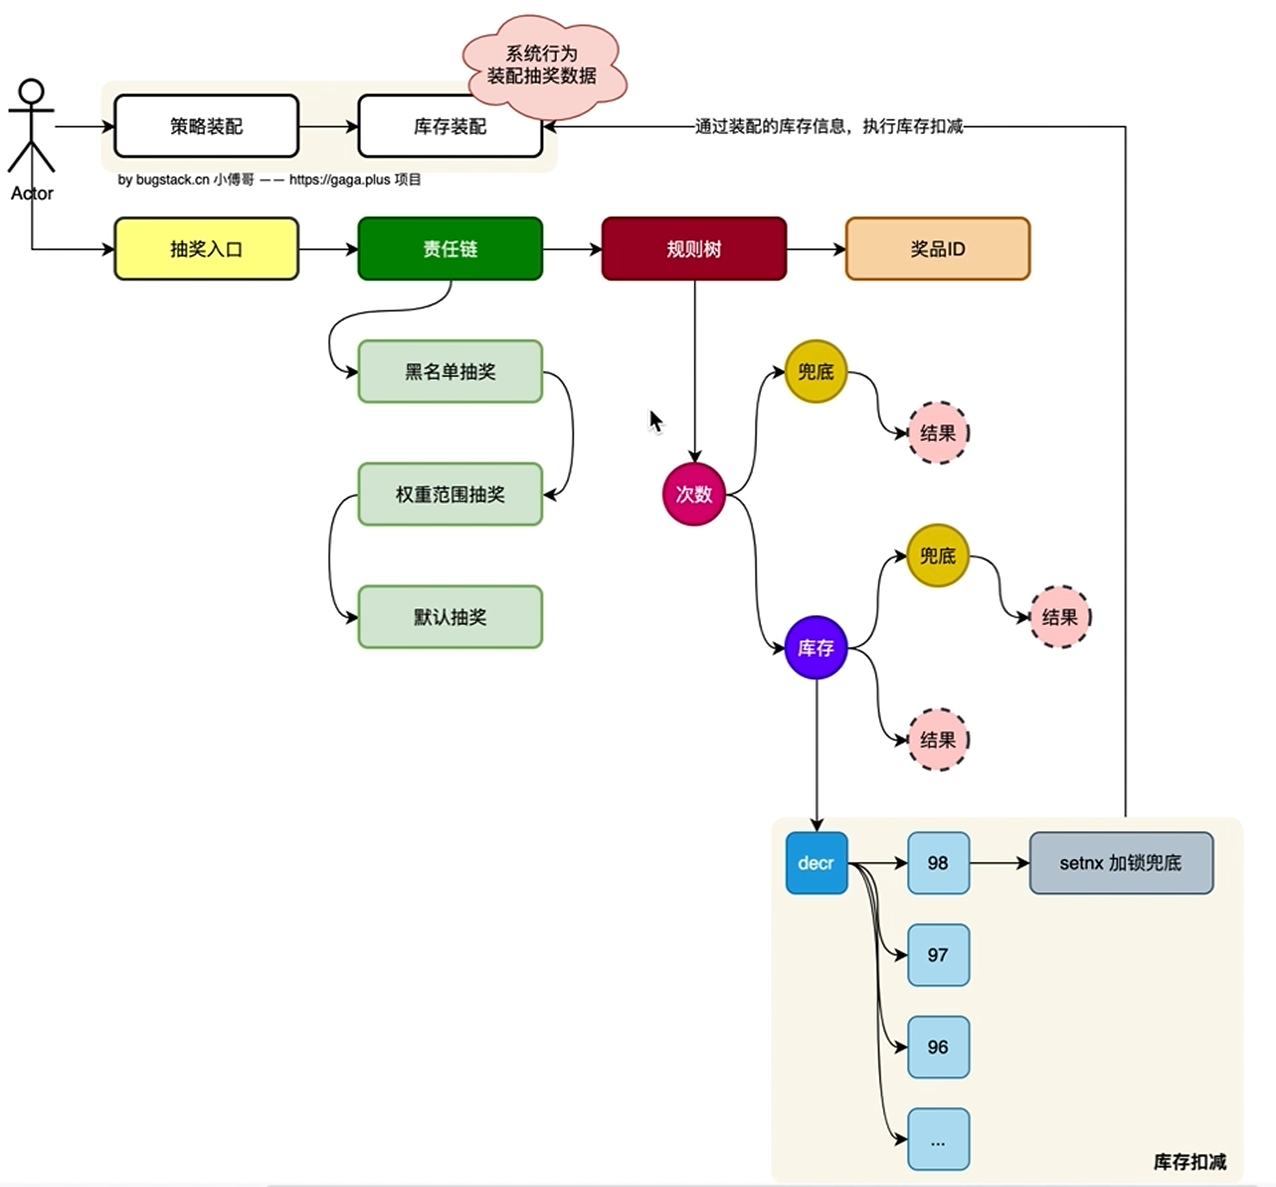 系统行为
装配抽奖数据
策略装配
库存装配
通过装配的库存信息，执行库存扣减
by bugstack.cn 小傅哥 —— https://gaga.plus 项目
Actor
抽奖入口
责任链
规则树
奖品ID
黑名单抽奖
兜底
结果
权重范围抽奖
次数
兜底
默认抽奖
结果
库存
结果
decr
98
setnx 加锁兜底
97
96
...
库存扣减